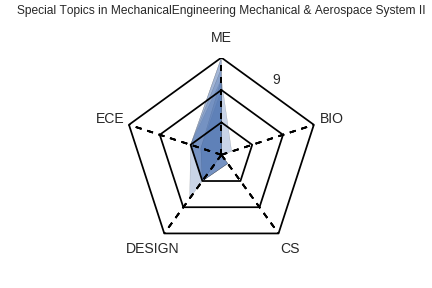 Special Topics in MechanicalEngineering Mechanical & Aerospace System II
ME
9
ECE
BIO
DESIGN
CS